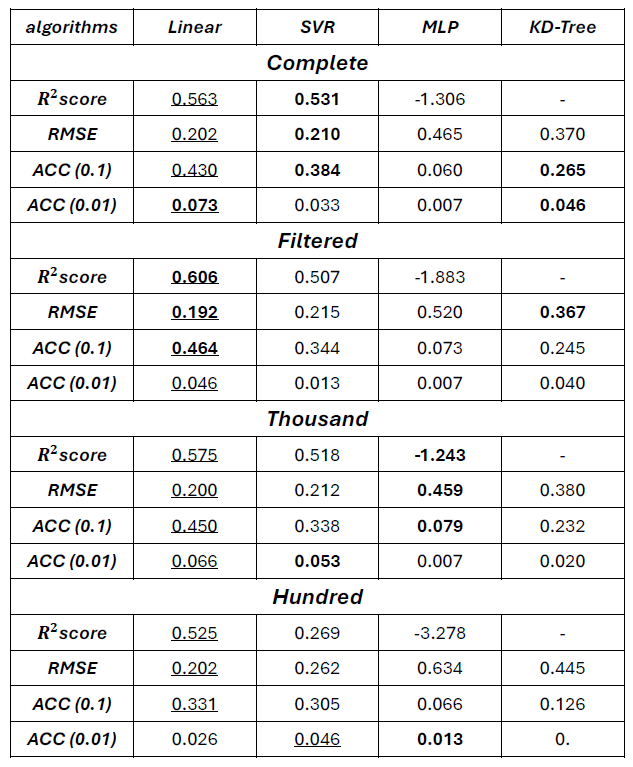 algorithms Linear SVR MLP KD-Tree
Complete
R² score 0.563 0.531 -1.306 -
RMSE 0.202 0.210 0.465 0.370
ACC (0.1) 0.430 0.384 0.060 0.265
ACC (0.01) 0.073 0.033 0.007 0.046
Filtered
R² score 0.606 0.507 -1.883 -
RMSE 0.192 0.215 0.520 0.367
ACC (0.1) 0.464 0.344 0.073 0.245
ACC (0.01) 0.046 0.013 0.007 0.040
Thousand
R² score 0.575 0.518 -1.243 -
RMSE 0.200 0.212 0.459 0.380
ACC (0.1) 0.450 0.338 0.079 0.232
ACC (0.01) 0.066 0.053 0.007 0.020
Hundred
R² score 0.525 0.269 -3.278 -
RMSE 0.202 0.262 0.634 0.445
ACC (0.1) 0.331 0.305 0.066 0.126
ACC (0.01) 0.026 0.046 0.013 0.